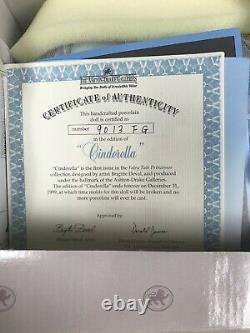 THE ASHTON-DRAKE GALLERIES
Bringing The Dolls of Irresistible Value
CERTIFICATE of AUTHENTICITY
This handcrafted porcelain
doll is certified as
number 9012 FG
in the edition of
"Cinderella"
"Cinderella" is the first issue in the Fairy Tale Princesses
collection designed by artist Brigitte Deval, and produced
under the hallmark of the Ashton-Drake Galleries.
The edition of "Cinderella" ends forever on December 31,
1989, at which time molds for this doll will be broken and no
more porcelain will ever be cast.
Approved by